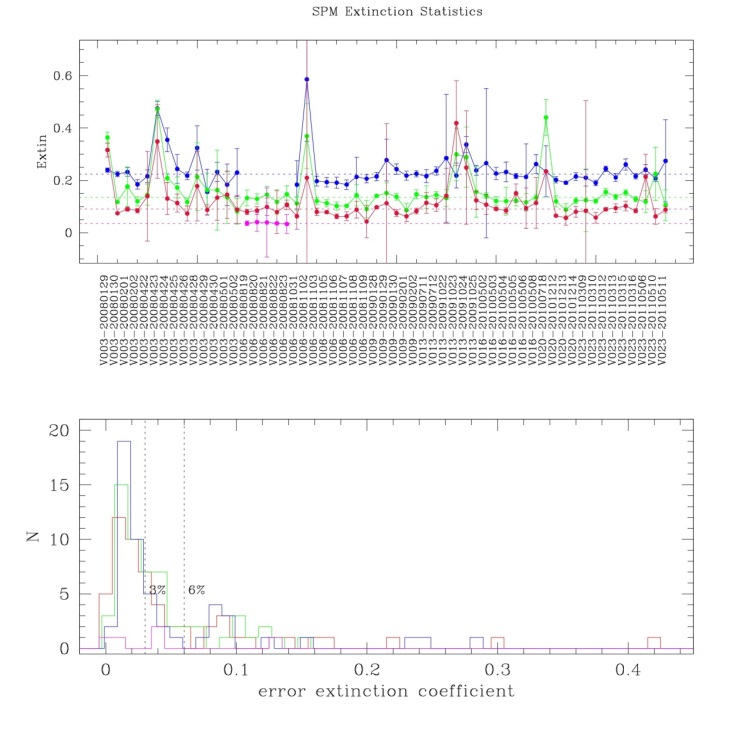 SPM Extinction Statistics
0.6
0.4
0.2
0
Extin
V003-20080129
V003-20080130
V003-20080201
V003-20080202
V003-20080422
V003-20080423
V003-20080424
V003-20080425
V003-20080426
V003-20080428
V003-20080429
V003-20080430
V003-20080501
V003-20080502
V006-20080819
V006-20080820
V006-20080821
V006-20080822
V006-20080823
V006-20081031
V006-20081102
V006-20081103
V006-20081105
V006-20081106
V006-20081107
V006-20081108
V006-20081109
V009-20090128
V009-20090129
V009-20090130
V009-20090201
V009-20090202
V013-20090711
V013-20090712
V013-20091022
V013-20091023
V013-20091024
V013-20091025
V016-20100502
V016-20100503
V016-20100504
V016-20100505
V016-20100506
V016-20100508
V020-20100718
V020-20101212
V020-20101213
V020-20101214
V023-20110309
V023-20110310
V023-20110312
V023-20110313
V023-20110315
V023-20110316
V023-20110506
V023-20110510
V023-20110511
20
15
10
5
0
N
3%
6%
0 0.1 0.2 0.3 0.4
error extinction coefficient